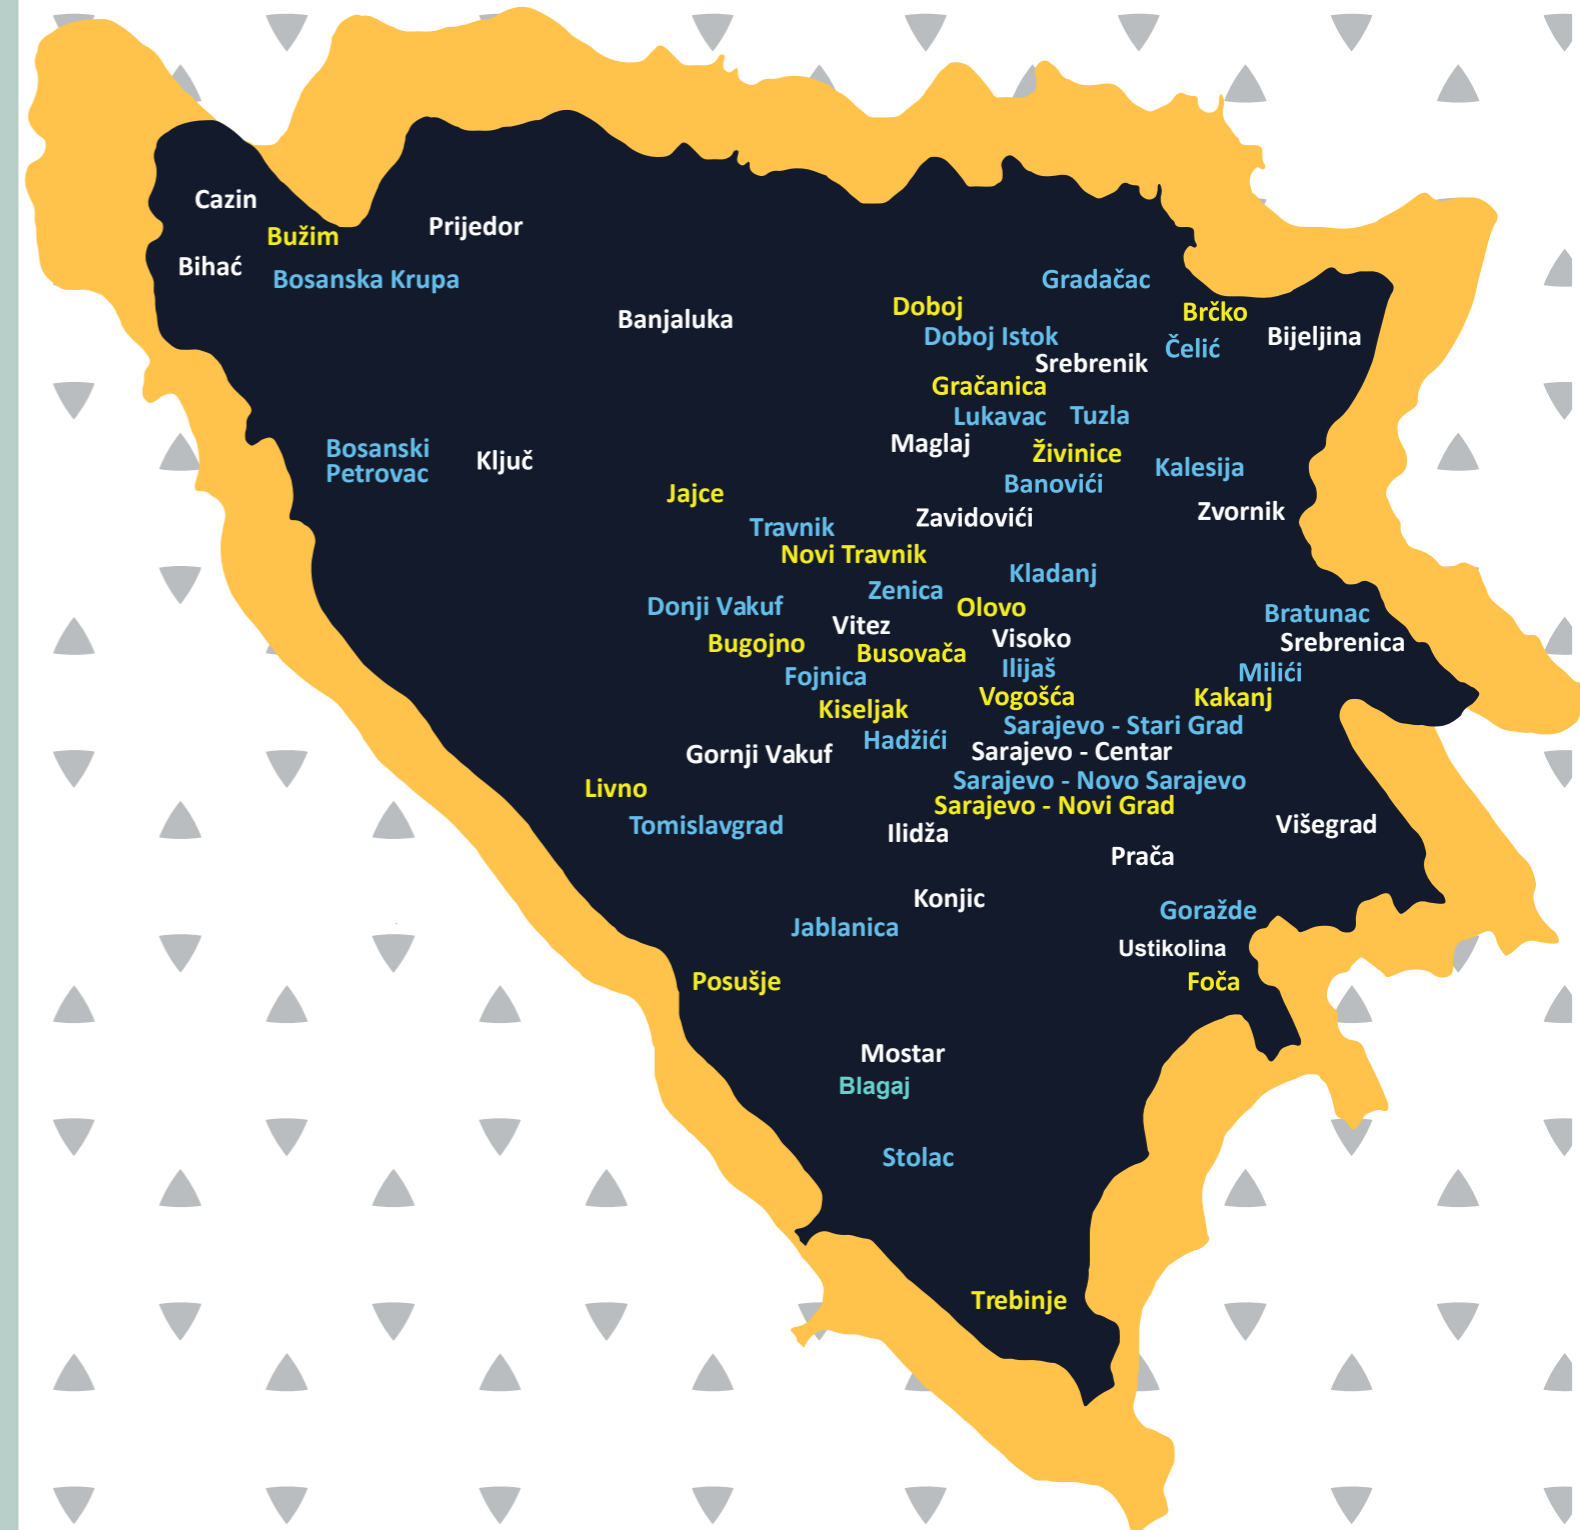 Cazin
Prijedor
Bužim
Bihać
Bosanska Krupa
Gradačac
Doboj
Brčko
Banjaluka
Doboj Istok
Bijeljina
Čelić
Srebrenik
Gračanica
Lukavac
Tuzla
Maglaj
Bosanski
Petrovac
Ključ
Živinice
Kalesija
Banovići
Jajce
Zvornik
Zavidovići
Travnik
Novi Travnik
Kladanj
Zenica
Donji Vakuf
Olovo
Bratunac
Vitez
Visoko
Srebrenica
Bugojno
Busovača
Ilijaš
Milići
Fojnica
Vogošća
Kakanj
Kiseljak
Sarajevo - Stari Grad
Hadžići
Gornji Vakuf
Sarajevo - Centar
Sarajevo - Novo Sarajevo
Livno
Sarajevo - Novi Grad
Tomislavgrad
Ilidža
Višegrad
Prača
Konjic
Goražde
Jablanica
Ustikolina
Posušje
Foča
Mostar
Blagaj
Stolac
Trebinje